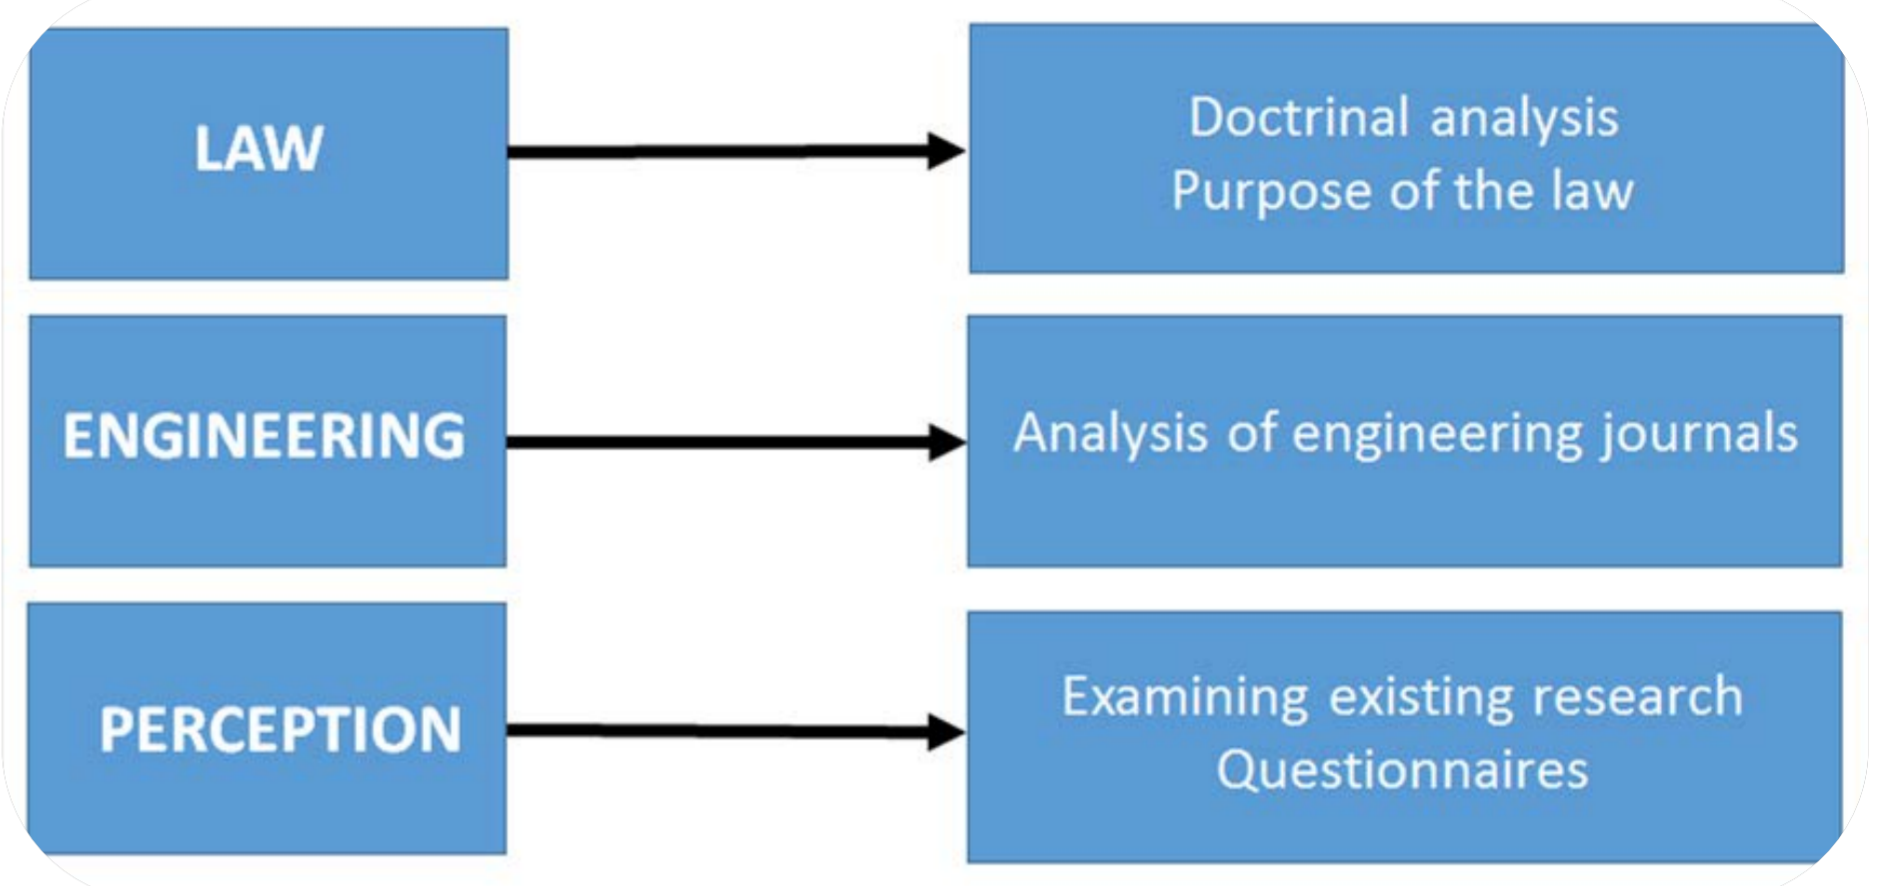 LAW
Doctrinal analysis
Purpose of the law
ENGINEERING
Analysis of engineering journals
PERCEPTION
Examining existing research
Questionnaires